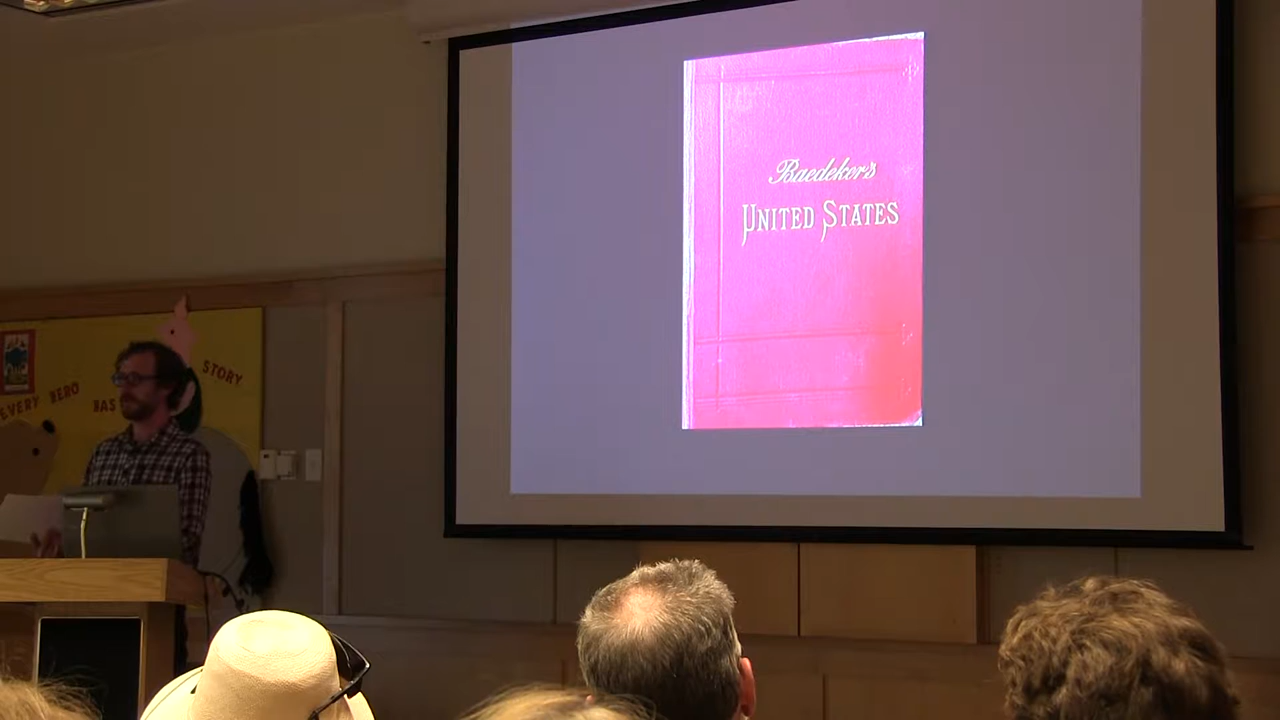 Baedeker's
UNITED STATES
EVERY HERO
HAS
STORY